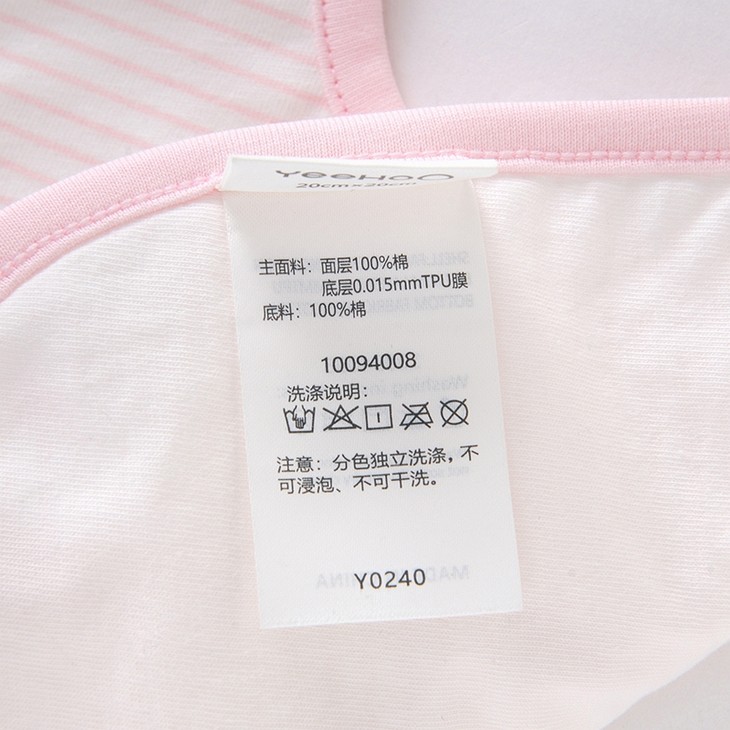 YeeHoO
20cm×20cm
主面料：面层100%棉
底层0.015mmTPU膜
底料：100%棉
10094008
洗涤说明：
注意：分色独立洗涤，不
可浸泡、不可干洗。
Y0240